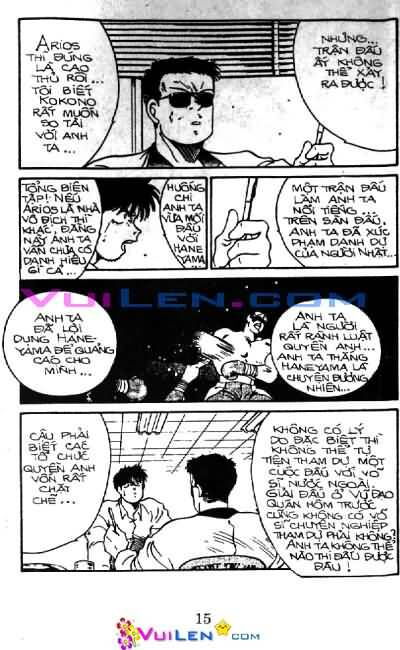 ARIOS
THÌ ĐÚNG
LÀ CAO
THỦ RỒI...
TÔI BIẾT
KOKONO
RẤT MUỐN
SO TÀI
VỚI ANH
TA...
NHƯNG...
TRẬN ĐẤU
ẤY KHÔNG
THỂ XẢY
RA ĐƯỢC!
TỔNG BIÊN
TẬP! NẾU
ARIOS LÀ NHÀ
VÔ ĐỊCH THÌ
KHÁC, ĐẰNG
NÀY ANH TA
VẪN CHƯA CÓ
DANH HIỆU
GÌ CẢ...
HUỐNG
CHI
ANH TA
VỪA MỚI
ĐẤU
VỚI
HANE
YAMA...
MỘT TRẬN ĐẤU
LÀM ANH TA
NỔI TIẾNG...
TRÊN SÀN ĐẤU,
ANH TA ĐÃ XÚC
PHẠM DANH DỰ
CỦA NGƯỜI NHẬT...
VUILEN.COM
ANH TA
ĐÃ LỢI
DỤNG HANE-
YAMA ĐỂ QUẢNG
CÁO CHO
MÌNH...
ANH TA
LÀ NGƯỜI
RẤT RÀNH LUẬT
QUYỀN ANH...
ANH TA THẮNG
HANEYAMA LÀ
CHUYỆN ĐƯƠNG
NHIÊN...
CẬU PHẢI
BIẾT CÁC
TỔ CHỨC
QUYỀN ANH
VỐN RẤT
CHẶT
CHẼ...
KHÔNG CÓ LÝ
DO ĐẶC BIỆT THÌ
KHÔNG THỂ TỰ
TIỆN THAM DỰ MỘT
CUỘC ĐẤU VỚI VÕ
SĨ NƯỚC NGOÀI.
GIẢI ĐẤU Ở VŨ ĐẠO
QUÁN HÔM TRƯỚC
CŨNG KHÔNG CÓ VÕ
SĨ CHUYÊN NGHIỆP
THAM DỰ PHẢI KHÔNG?
ANH TA KHÔNG THỂ
NÀO THI ĐẤU ĐƯỢC
ĐÂU!
15
VUILEN.COM